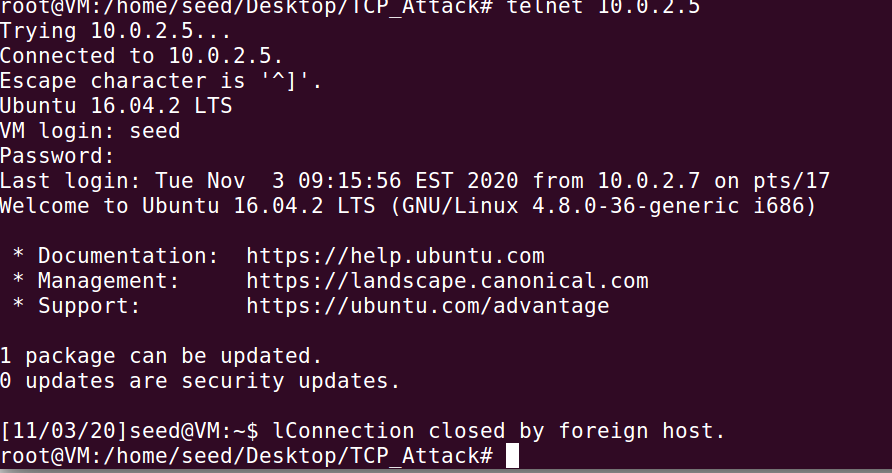 root@VM:/home/seed/Desktop/TCP_Attack# telnet 10.0.2.5
Trying 10.0.2.5...
Connected to 10.0.2.5.
Escape character is '^]'.
Ubuntu 16.04.2 LTS
VM login: seed
Password:
Last login: Tue Nov  3 09:15:56 EST 2020 from 10.0.2.7 on pts/17
Welcome to Ubuntu 16.04.2 LTS (GNU/Linux 4.8.0-36-generic i686)
 * Documentation:  https://help.ubuntu.com
 * Management:     https://landscape.canonical.com
 * Support:        https://ubuntu.com/advantage
1 package can be updated.
0 updates are security updates.
[11/03/20]seed@VM:~$ lConnection closed by foreign host.
root@VM:/home/seed/Desktop/TCP_Attack#